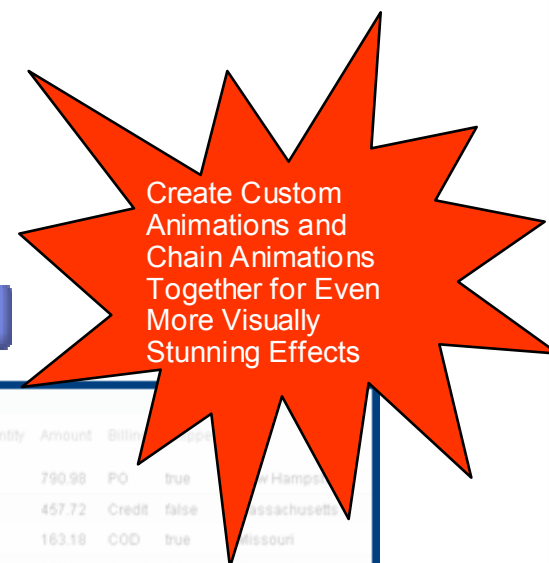 Create Custom
Animations and
Chain Animations
Together for Even
More Visually
Stunning Effects
Amount
790.98 PO true
457.72 Credit false
163.18 COD true Missouri